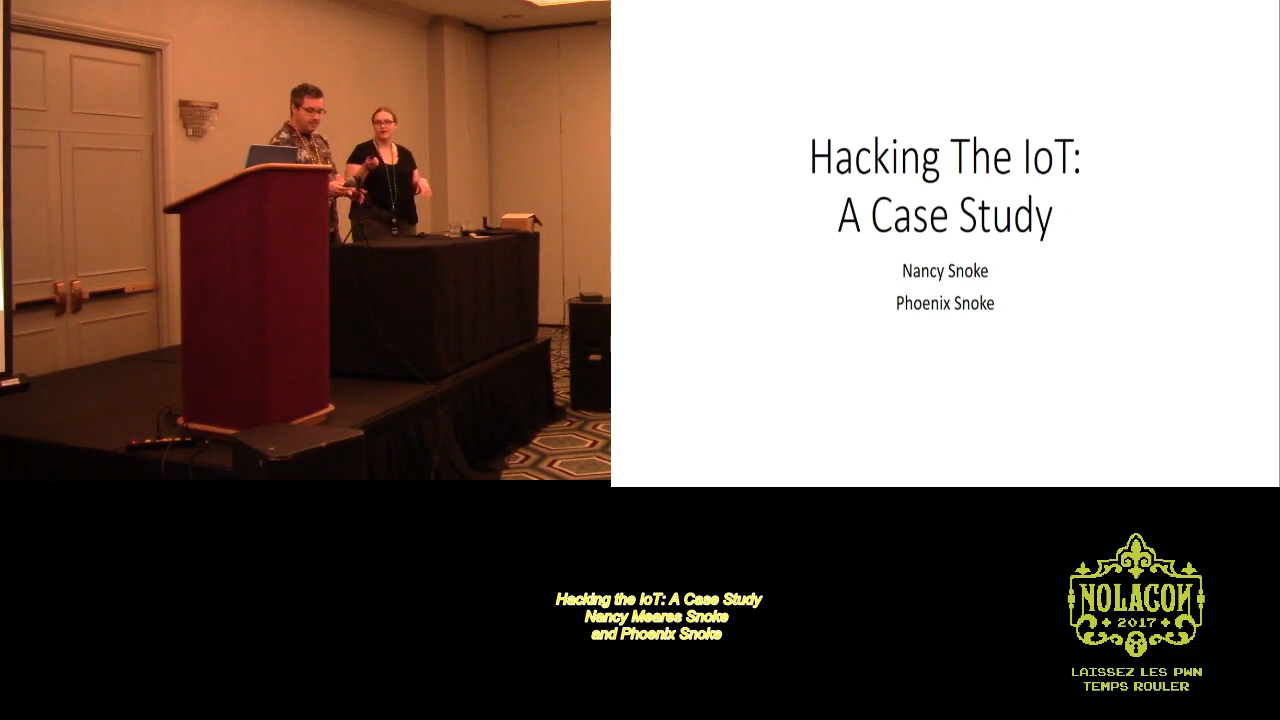 Hacking The IoT:
A Case Study
Nancy Snoke
Phoenix Snoke
Hacking the IoT: A Case Study
Nancy Meares Snoke
and Phoenix Snoke
NOLACON
2017
LAISSEZ LES PWN
TEMPS ROULER